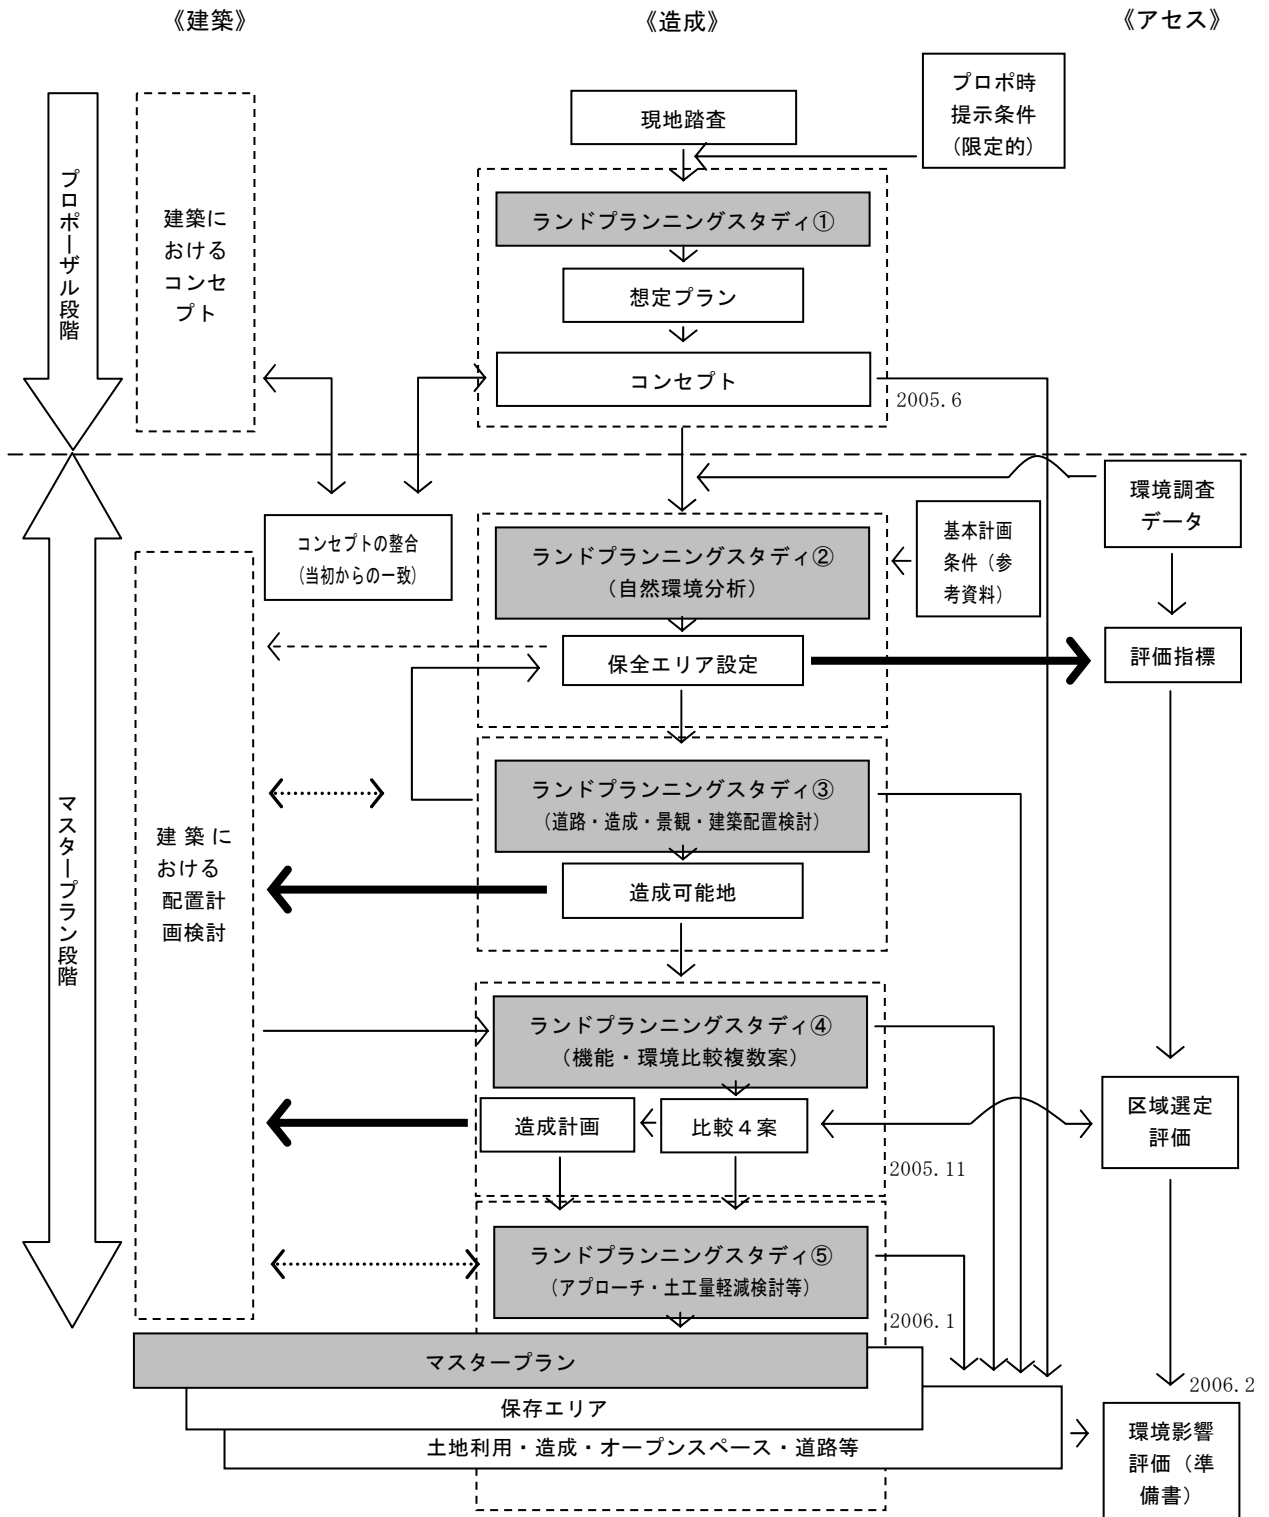 《建築》
《造成》
《アセス》
プロポ時
提示条件
（限定的）
現地踏査
プロポーザル段階
建築に
おける
コンセ
プト
ランドプランニングスタディ①
想定プラン
コンセプト
2005.6
環境調査
データ
コンセプトの整合
（当初からの一致）
ランドプランニングスタディ②
（自然環境分析）
基本計画
条件（参
考資料）
保全エリア設定
評価指標
マスタープラン段階
建築に
おける
配置計
画検討
ランドプランニングスタディ③
（道路・造成・景観・建築配置検討）
造成可能地
ランドプランニングスタディ④
（機能・環境比較複数案）
造成計画
比較４案
区域選定
評価
2005.11
ランドプランニングスタディ⑤
（アプローチ・土工量軽減検討等）
2006.1
マスタープラン
保存エリア
土地利用・造成・オープンスペース・道路等
2006.2
環境影響
評価（準
備書）